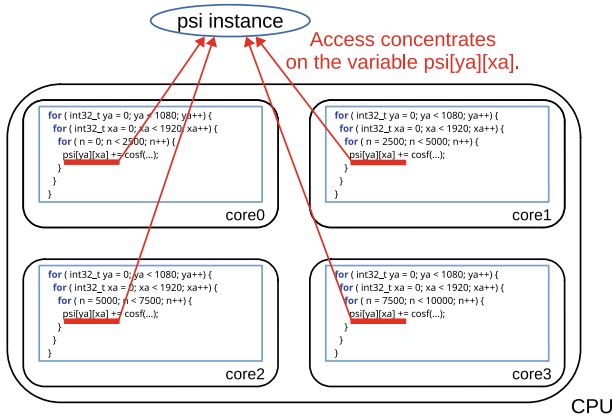 psi instance
Access concentrates
on the variable psi[ya][xa].
for ( int32_t ya = 0; ya < 1080; ya++) {
for ( int32_t xa = 0; xa < 1920; xa++) {
for ( n = 0; n < 2500; n++) {
psi[ya][xa] += cosf(...);
}
}
}
core0
for ( int32_t ya = 0; ya < 1080; ya++) {
for ( int32_t xa = 0; xa < 1920; xa++) {
for ( n = 2500; n < 5000; n++) {
psi[ya][xa] += cosf(...);
}
}
}
core1
for ( int32_t ya = 0; ya < 1080; ya++) {
for ( int32_t xa = 0; xa < 1920; xa++) {
for ( n = 5000; n < 7500; n++) {
psi[ya][xa] += cosf(...);
}
}
}
core2
for ( int32_t ya = 0; ya < 1080; ya++) {
for ( int32_t xa = 0; xa < 1920; xa++) {
for ( n = 7500; n < 10000; n++) {
psi[ya][xa] += cosf(...);
}
}
}
core3
CPU